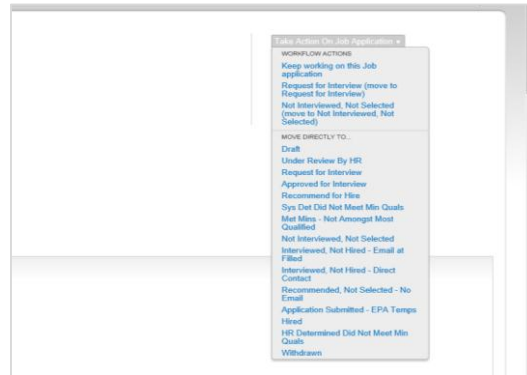 Take Action On Job Application
WORKFLOW ACTIONS
Keep working on this Job
application
Request for Interview (move to
Request for Interview)
Not Interviewed, Not Selected
(move to Not Interviewed, Not
Selected)
MOVE DIRECTLY TO...
Draft
Under Review By HR
Request for Interview
Approved for Interview
Recommend for Hire
Sys Det Did Not Meet Min Quals
Met Mins - Not Amongst Most
Qualified
Not Interviewed, Not Selected
Interviewed, Not Hired - Email at
Filled
Interviewed, Not Hired - Direct
Contact
Recommended, Not Selected - No
Email
Application Submitted - EPA Temps
Hired
HR Determined Did Not Meet Min
Quals
Withdrawn